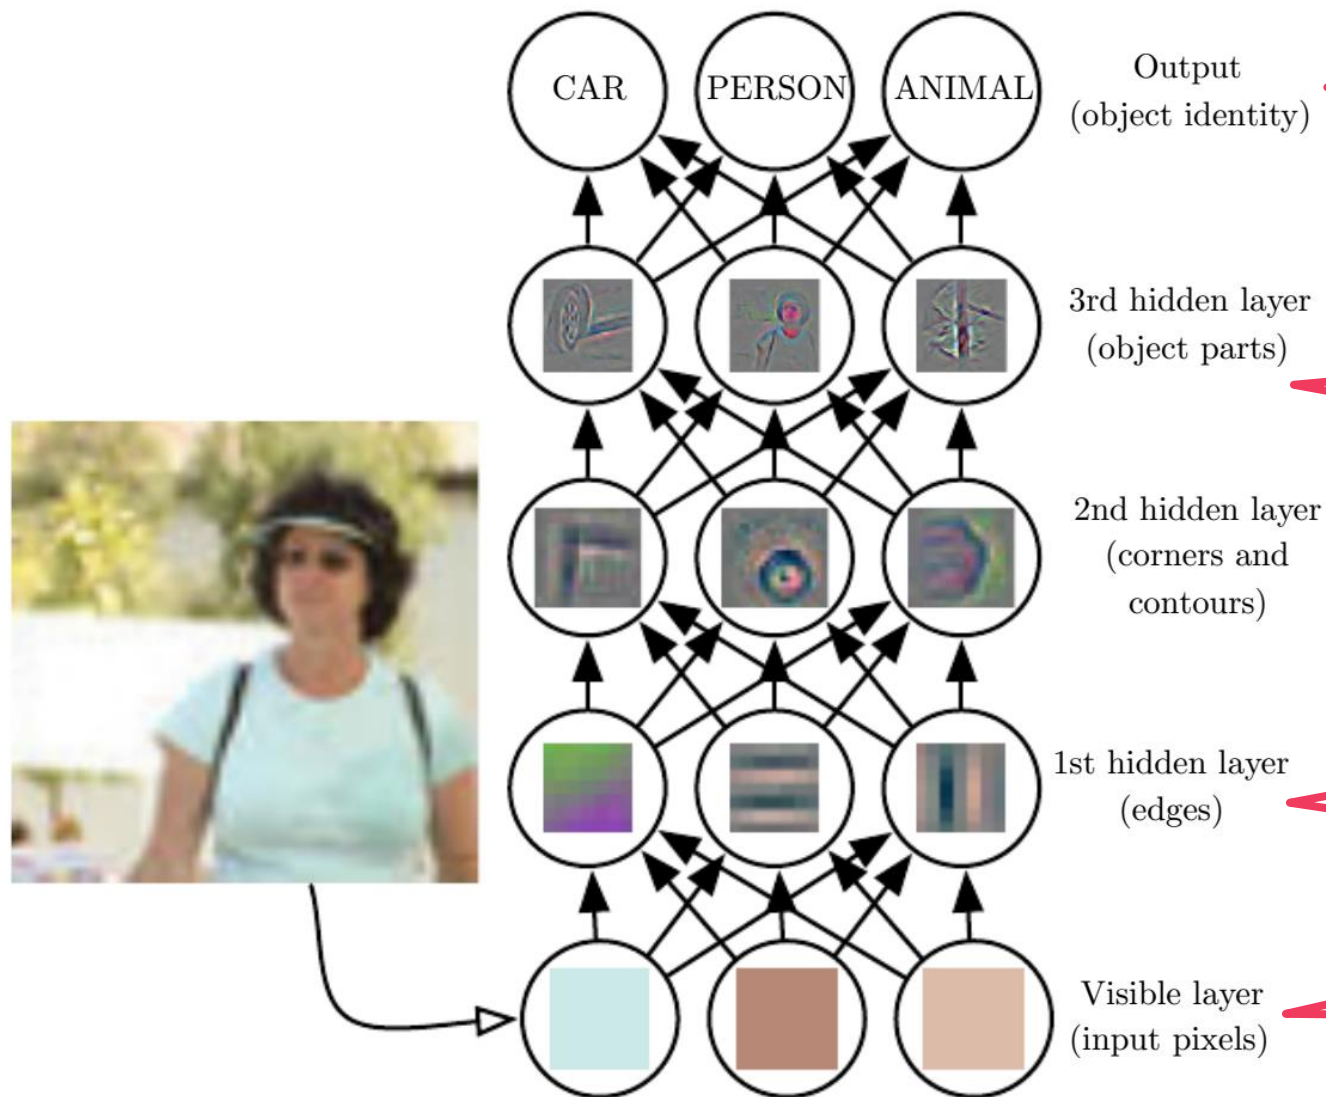 CAR
PERSON
ANIMAL
Output
(object identity)
3rd hidden layer
(object parts)
2nd hidden layer
(corners and
contours)
1st hidden layer
(edges)
Visible layer
(input pixels)